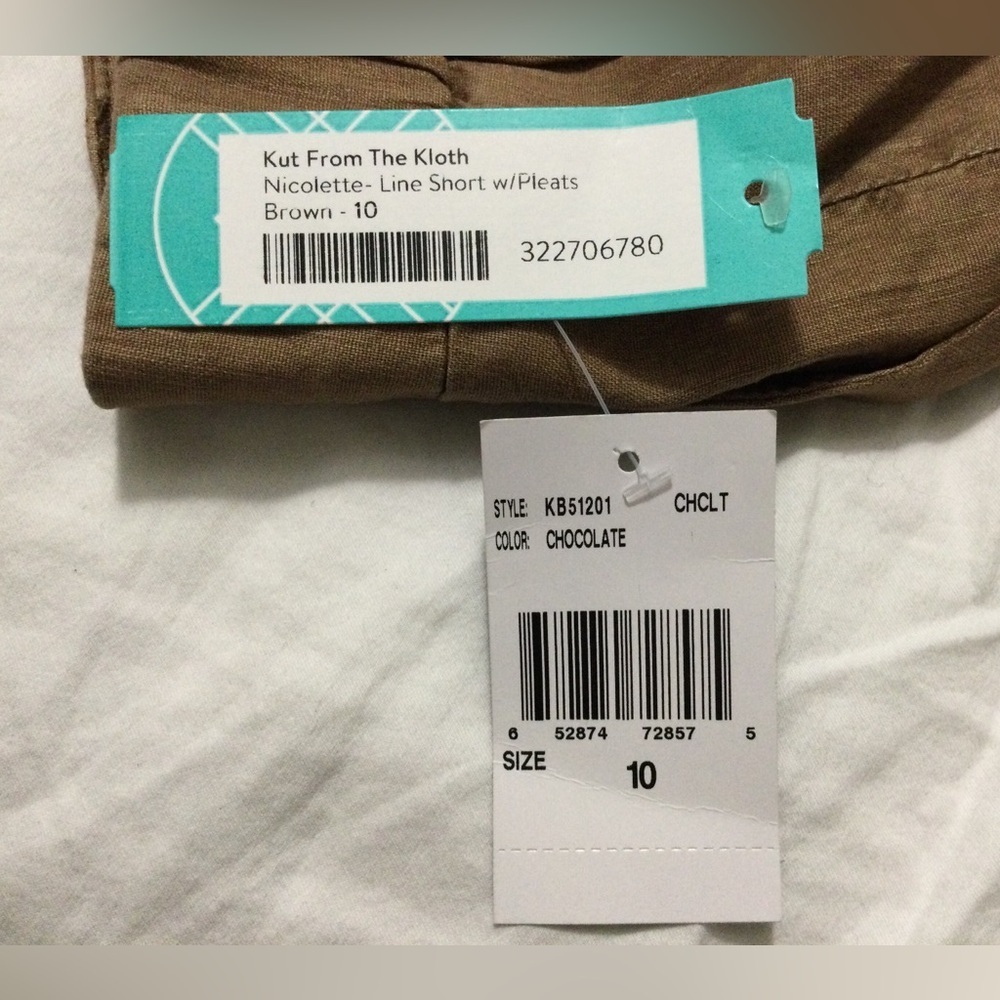 Kut From The Kloth
Nicolette- Line Short w/Pleats
Brown - 10
322706780
STYLE: KB51201 CHCLT
COLOR: CHOCOLATE
6 52874 72857 5
SIZE 10